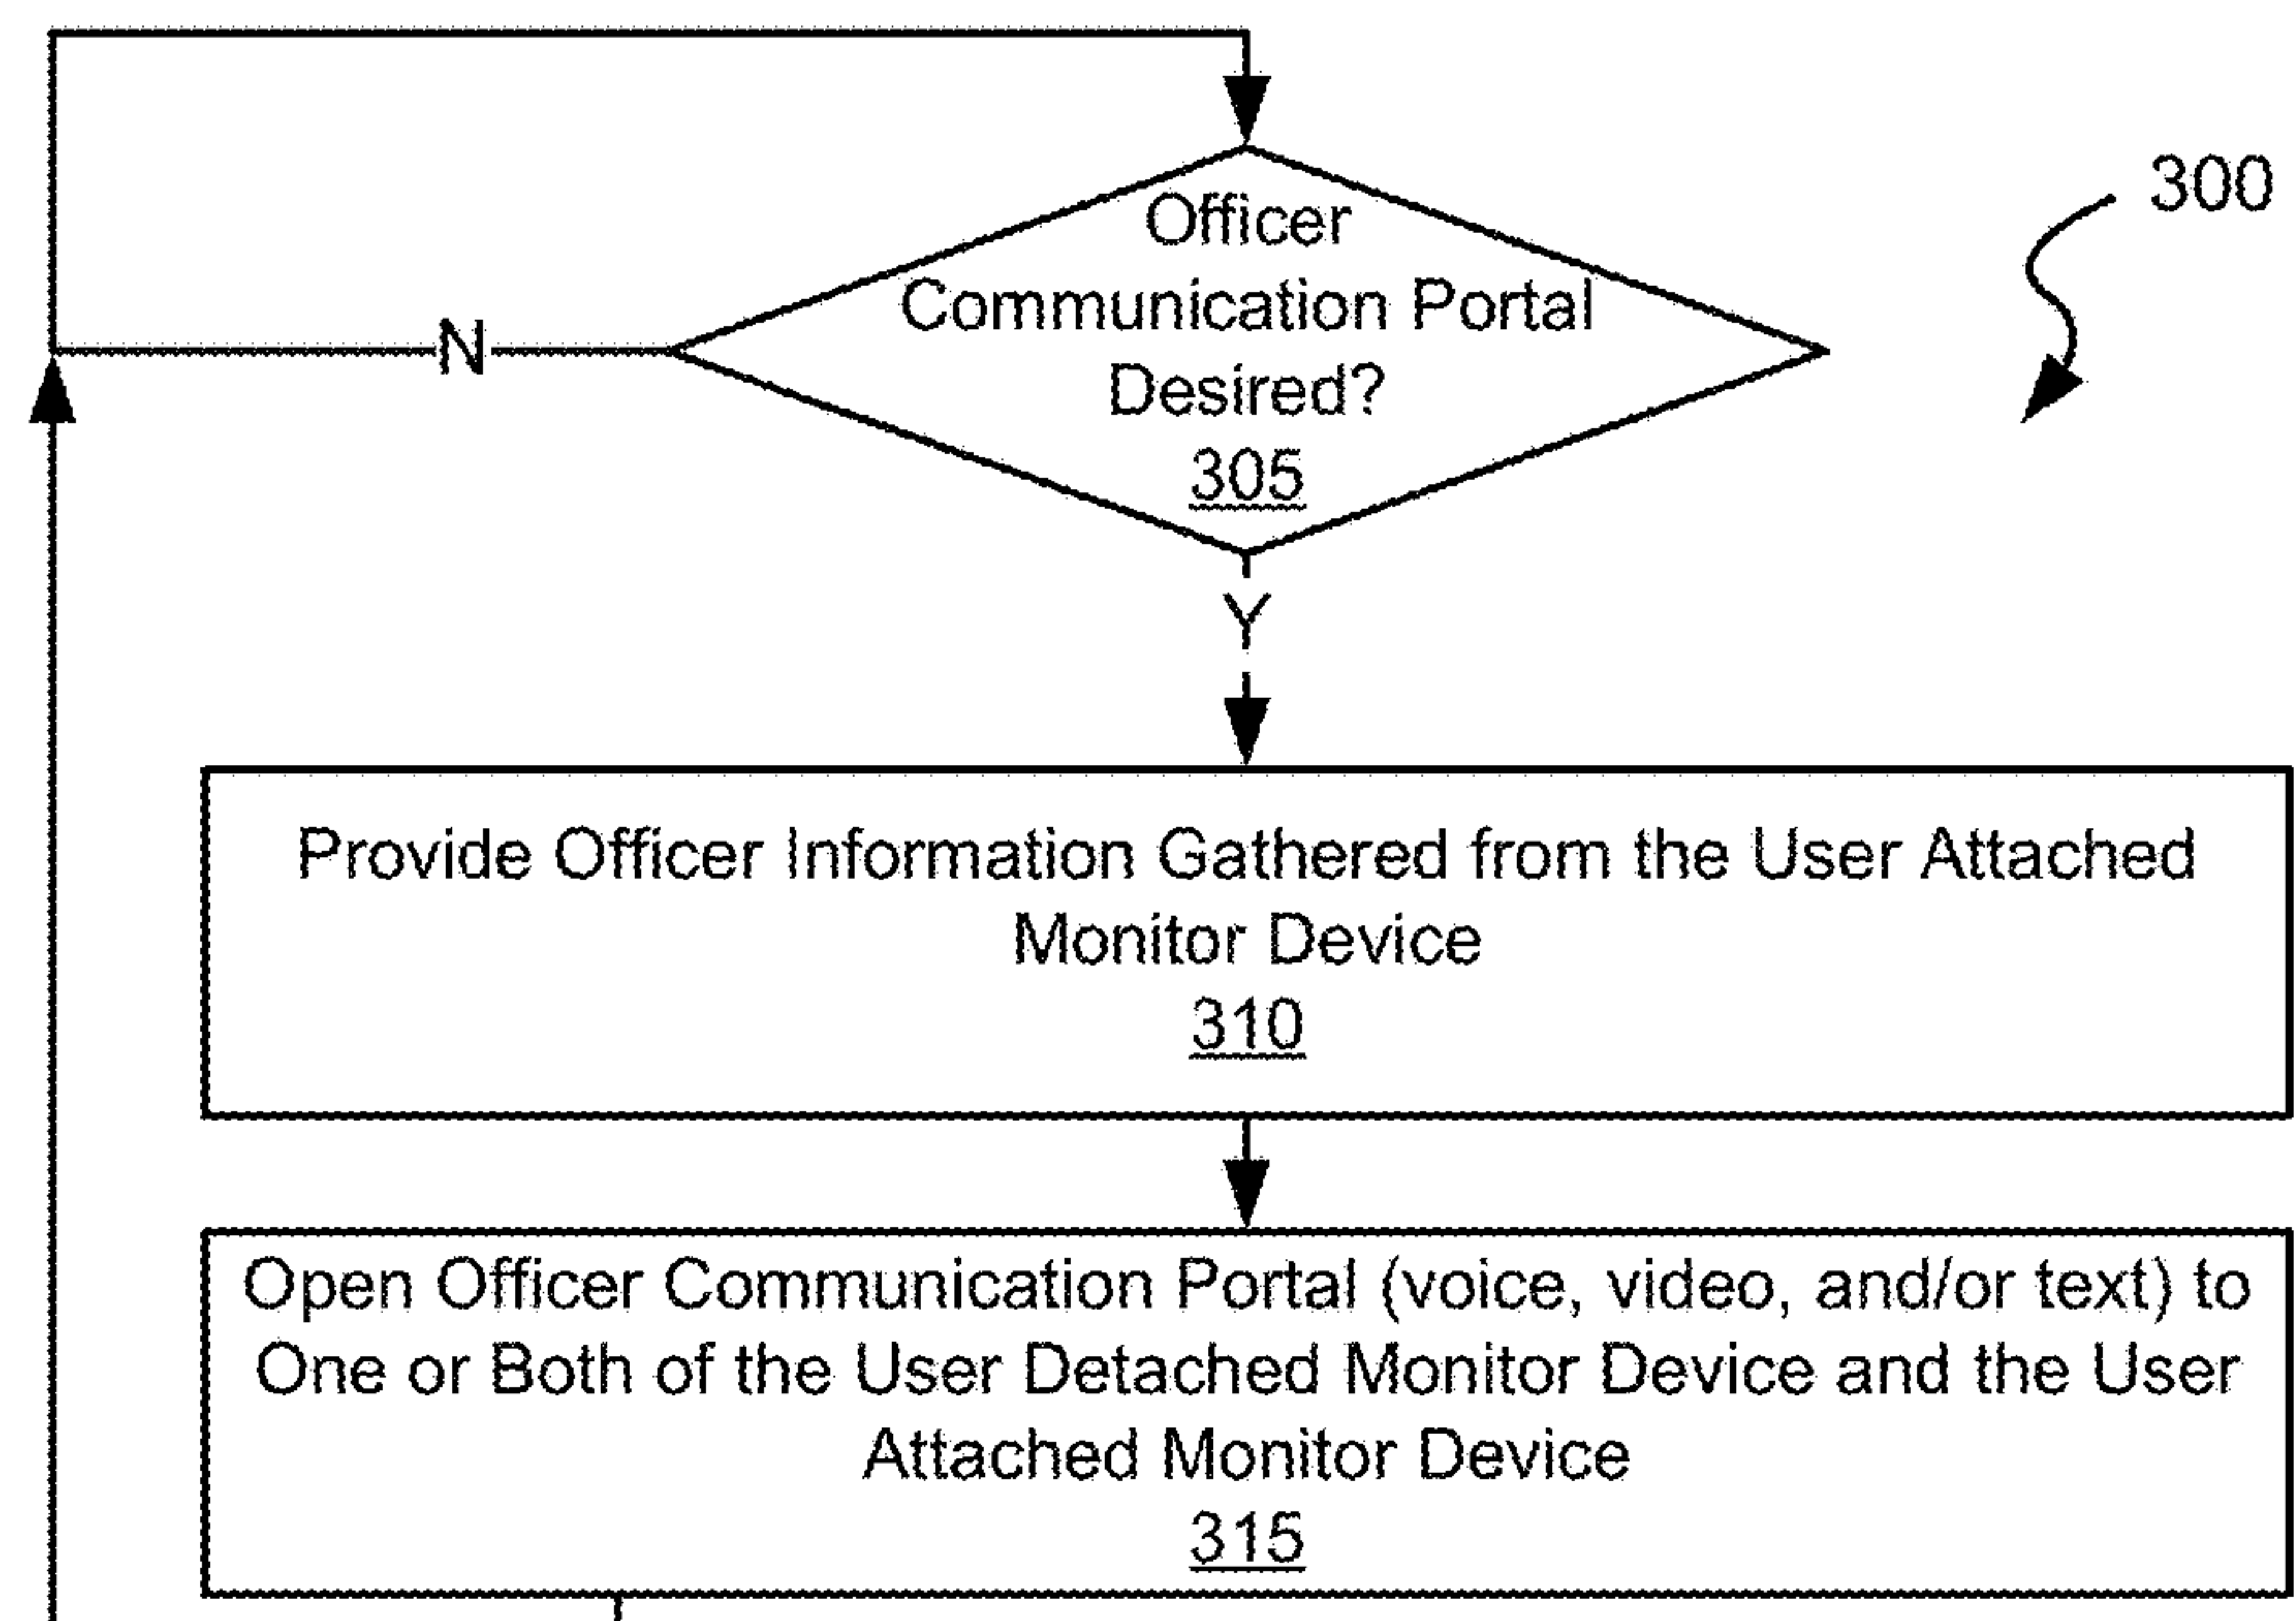 Officer
Communication Portal
Desired?
305
300
N
Y
Provide Officer Information Gathered from the User Attached
Monitor Device
310
Open Officer Communication Portal (voice, video, and/or text) to
One or Both of the User Detached Monitor Device and the User
Attached Monitor Device
315